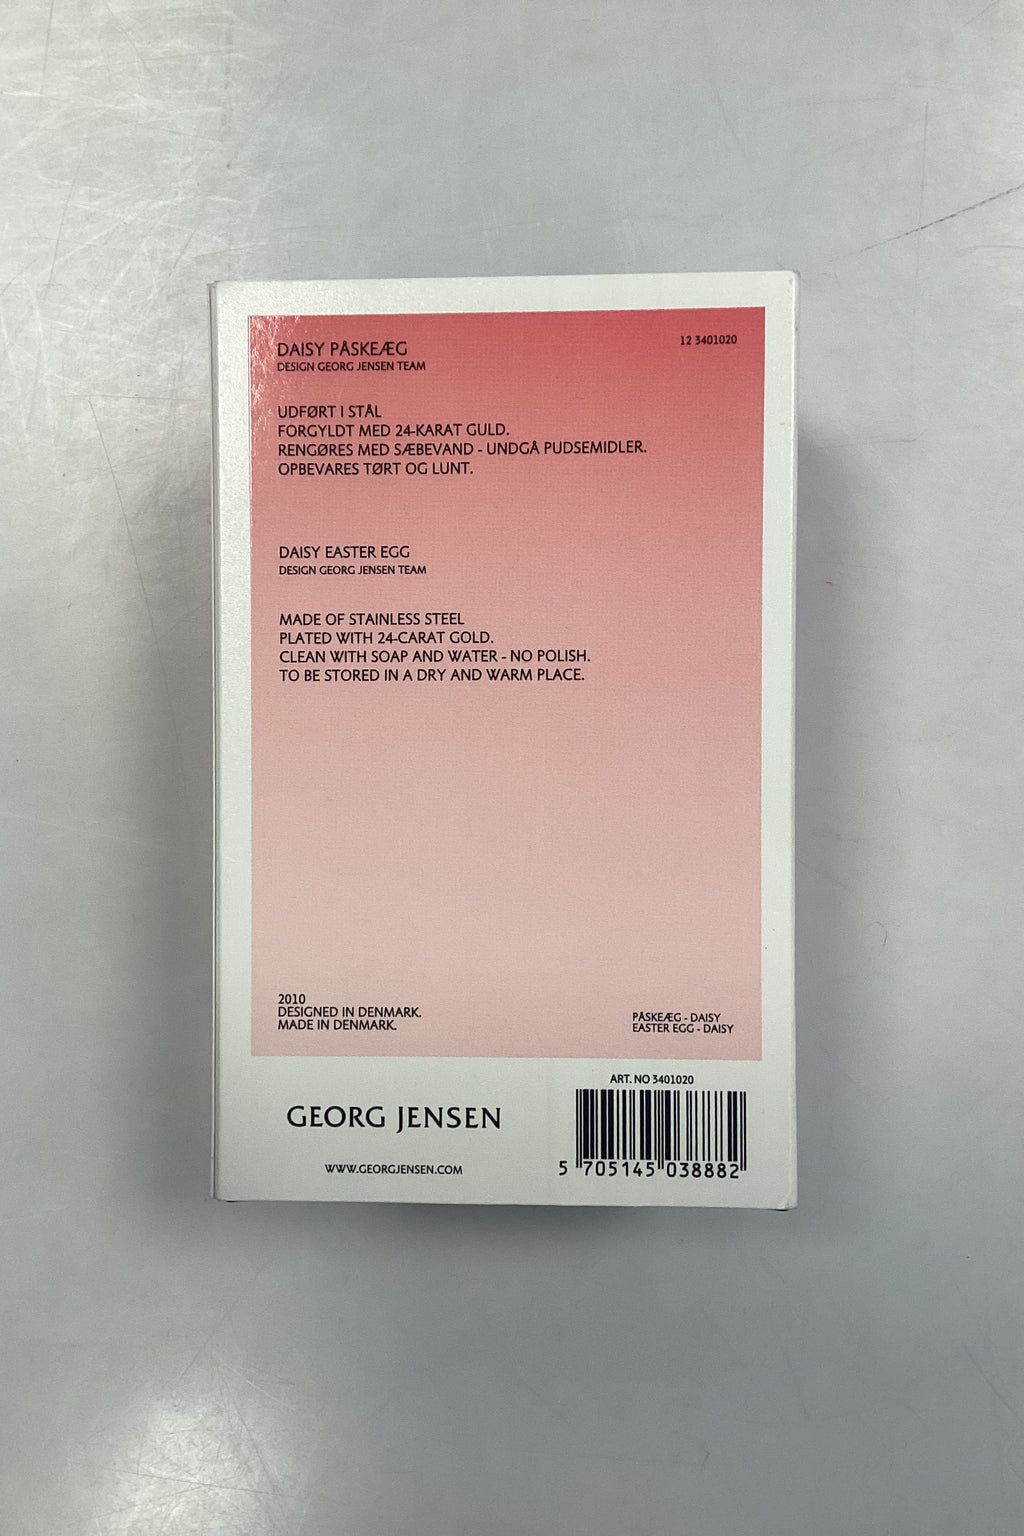 DAISY PÅSKEÆG
12 3401020
DESIGN GEORG JENSEN TEAM
UDFØRT I STÅL
FORGYLDT MED 24-KARAT GULD.
RENGØRES MED SÆBEVAND - UNDGÅ PUDSEMIDLER.
OPBEVARES TØRT OG LUNT.
DAISY EASTER EGG
DESIGN GEORG JENSEN TEAM
MADE OF STAINLESS STEEL
PLATED WITH 24-CARAT GOLD.
CLEAN WITH SOAP AND WATER - NO POLISH.
TO BE STORED IN A DRY AND WARM PLACE.
2010
DESIGNED IN DENMARK.
MADE IN DENMARK.
PÅSKEÆG - DAISY
EASTER EGG - DAISY
ART. NO 3401020
GEORG JENSEN
WWW.GEORGJENSEN.COM
5 705145 038882